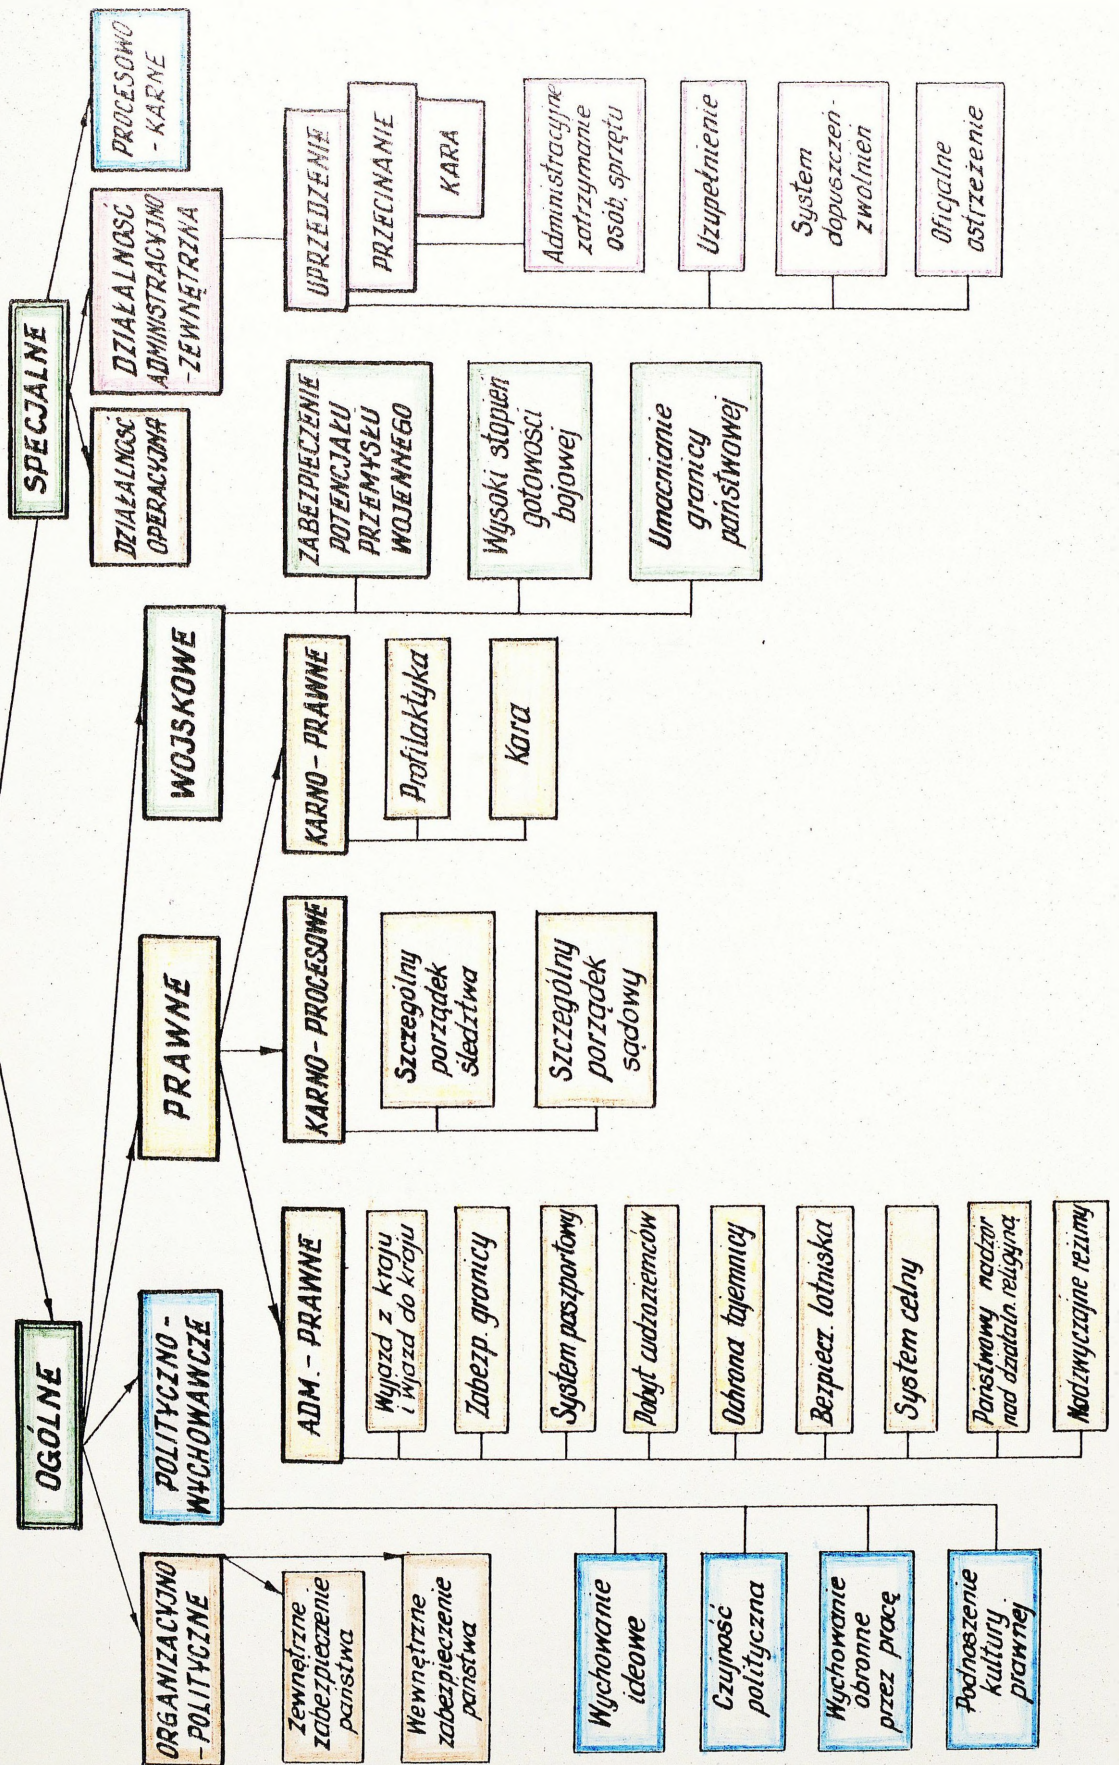 SPECJALNE
OGÓLNE
PROCESOWO
- KARNE
DZIAŁALNOŚĆ
ADMINISTRACYJNO
-ZEWNĘTRZNA
DZIAŁALNOŚĆ
OPERACYJNA
WOJSKOWE
PRAWNE
POLITYCZNO-
WYCHOWAWCZE
ORGANIZACYJNO
-POLITYCZNE
UPRZEDZENIE
PRZECINANIE
KARA
Administracyjne
zatrzymanie
osób, sprzętu
Uzupełnienie
System
dopuszczeń-
zwolnien
Oficjalne
ostrzeżenie
ZABEZPIECZENIE
POTENCJAŁU
PRZEMYSŁU
WOJENNEGO
Wysoki stopień
gotowości
bojowej
Umacnianie
granicy
państwowej
KARNO-PRAWNE
Profilaktyka
Kara
KARNO-PROCESOWE
Szczególny
porządek
śledztwa
Szczególny
porządek
sądowy
ADM.-PRAWNE
Wyjazd z kraju
i wjazd do kraju
Zabezp. granicy
System paszportowy
Pobyt cudzoziemców
Ochrona tajemnicy
Bezpiecz. lotniska
System celny
Państwowy nadzor
nad działaln. religyjną
Nadzwyczajne rezimy
Zewnętrzne
zabezpieczenie
państwa
Wewnętrzne
zabezpieczenie
państwa
Wychowanie
ideowe
Czujność
polityczna
Wychowanie
obronne
przez pracę
Podnoszenie
kultury
prawnej